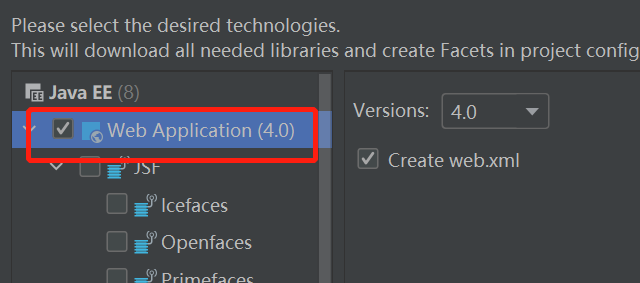 Please select the desired technologies.
This will download all needed libraries and create Facets in project config
Java EE (8)
Versions: 4.0
Web Application (4.0)
Create web.xml
JSF
Icefaces
Openfaces
Primefaces